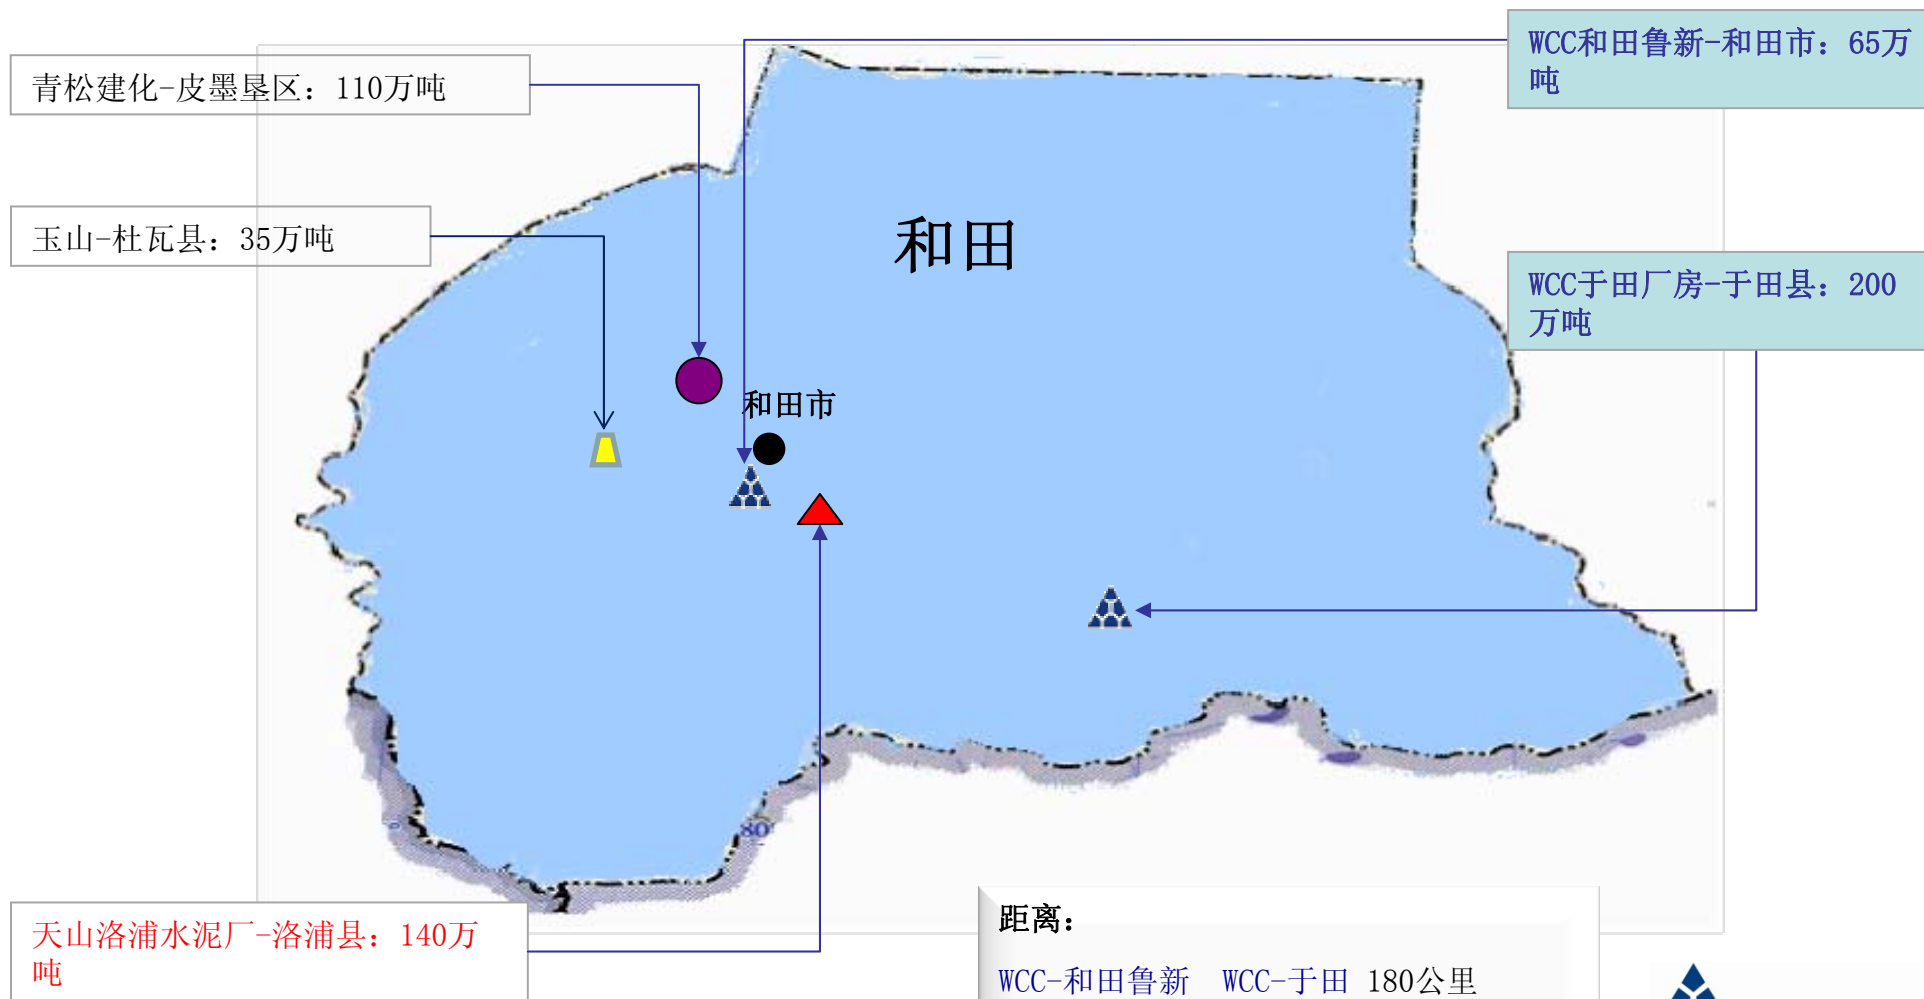 WCC和田鲁新-和田市：65万
吨
青松建化-皮墨垦区：110万吨
玉山-杜瓦县：35万吨
和田
WCC于田厂房-于田县：200
万吨
和田市
80
天山洛浦水泥厂-洛浦县：140万
吨
距离：
WCC-和田鲁新 WCC-于田 180公里